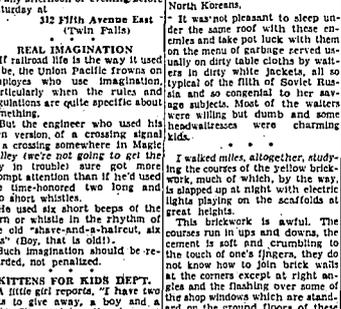 aturday at
312 Fifth Avenue East
(Twin Falls)
REAL IMAGINATION
If railroad life is the way it used
be, the Union Pacific frowns on
mployes who use imagination,
rticularly when the rules and
gulations are quite specific about
mething.
But the engineer who used his
n version, of a crossing signal
a crossing somewhere in Magic
lley (we're not going to get the
y in trouble) sure got more
ompt attention than if he'd used
e time-honored two long and
o short whistles.
He used six short beeps of the
rn or whistle in the rhythm of
e old "shave-and-a-haircut, six
s" (Boy, that is old!).
Such imagination should be re-
rded, not penalized.
KITTENS FOR KIDS DEPT.
A little girl reports, "I have two
s to give away, a boy and a
North Koreans.
It was not pleasant to sleep un-
der the same roof with these en-
emies and take pot luck with them
on the menu of garbage served us-
ually on dirty table cloths by wait-
ers in dirty white jackets, all so
typical of the filth of Soviet Rus-
sia and so congenial to her sav-
age subjects. Most of the waiters
were willing but dumb and some
headwaitresses were charming
kids.
* * *
I walked miles, altogether, study-
ing the courses of the yellow brick-
work, much of which, by the way,
is slapped up at night with electric
lights playing on the scaffolds at
great heights.
This brickwork is awful. The
courses run in ups and downs, the
cement is soft and crumbling to
the touch of one's fingers, they do
not know how to join brick walls
at the corners except at right an-
gles and the flashing over some of
the shop windows which are stand-
ard on the ground floors of these